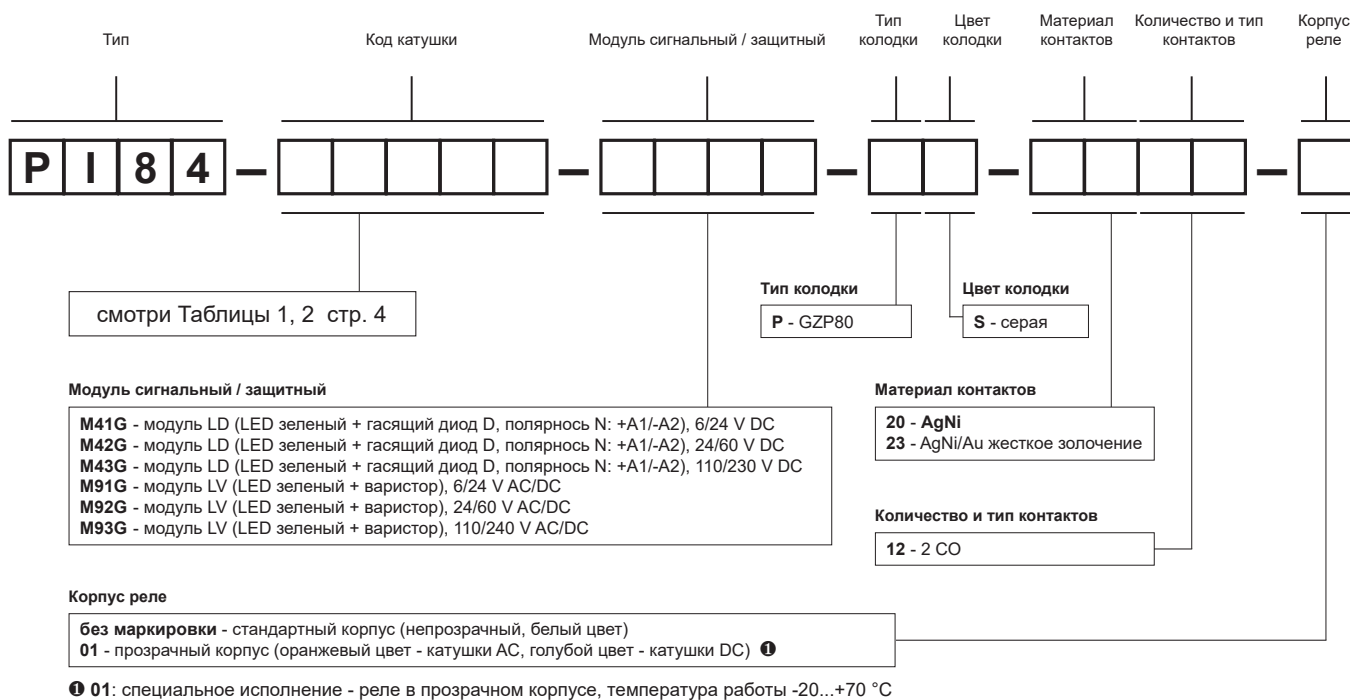 Тип
Код катушки
Модуль сигнальный / защитный
Тип
колодки
Цвет
колодки
Материал
контактов
Количество и тип
контактов
Корпус
реле
P I 8 4 – – – – –
смотри Таблицы 1, 2 стр. 4
Тип колодки
P - GZP80
Цвет колодки
S - серая
Модуль сигнальный / защитный
M41G - модуль LD (LED зеленый + гасящий диод D, полярнось N: +A1/-A2), 6/24 V DC
M42G - модуль LD (LED зеленый + гасящий диод D, полярнось N: +A1/-A2), 24/60 V DC
M43G - модуль LD (LED зеленый + гасящий диод D, полярнось N: +A1/-A2), 110/230 V DC
M91G - модуль LV (LED зеленый + варистор), 6/24 V AC/DC
M92G - модуль LV (LED зеленый + варистор), 24/60 V AC/DC
M93G - модуль LV (LED зеленый + варистор), 110/240 V AC/DC
Материал контактов
20 - AgNi
23 - AgNi/Au жесткое золочение
Количество и тип контактов
12 - 2 CO
Корпус реле
без маркировки - стандартный корпус (непрозрачный, белый цвет)
01 - прозрачный корпус (оранжевый цвет - катушки AC, голубой цвет - катушки DC) ❶
❶ 01: специальное исполнение - реле в прозрачном корпусе, температура работы -20...+70 °C